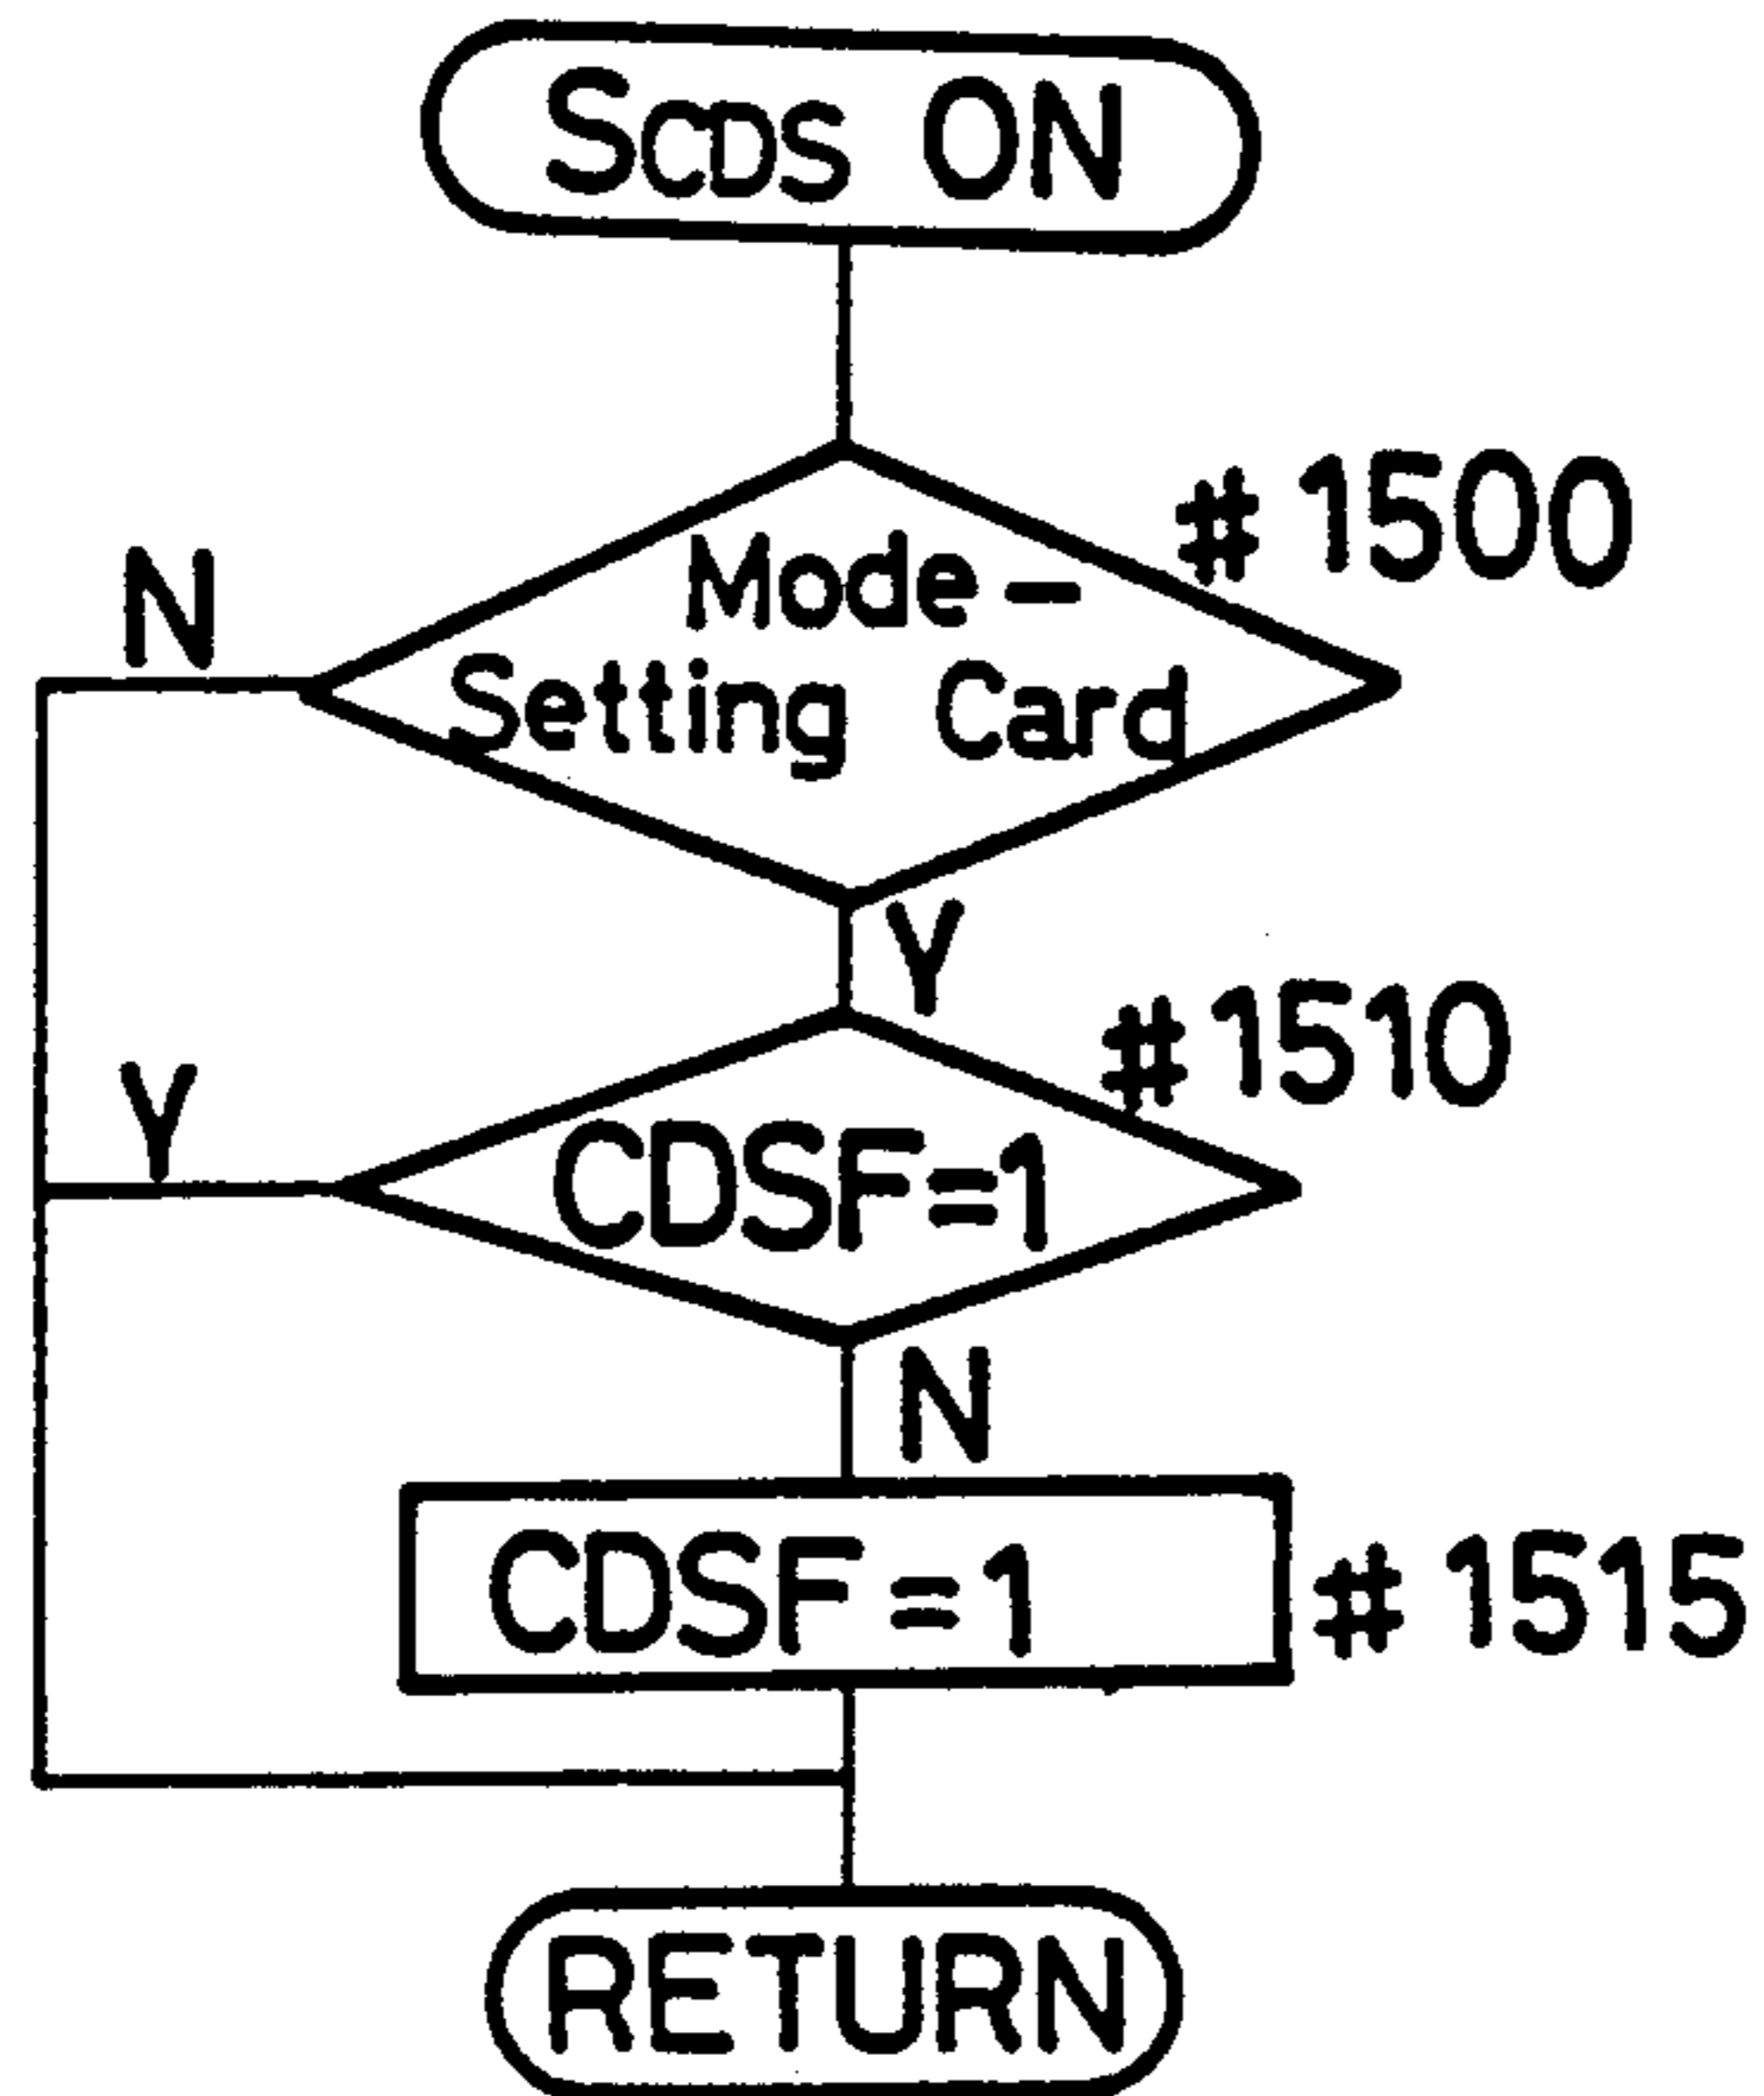 SCDS ON
#1500
N
Mode-
Setting Card
Y
#1510
Y
CDSF=1
N
CDSF=1
#1515
RETURN